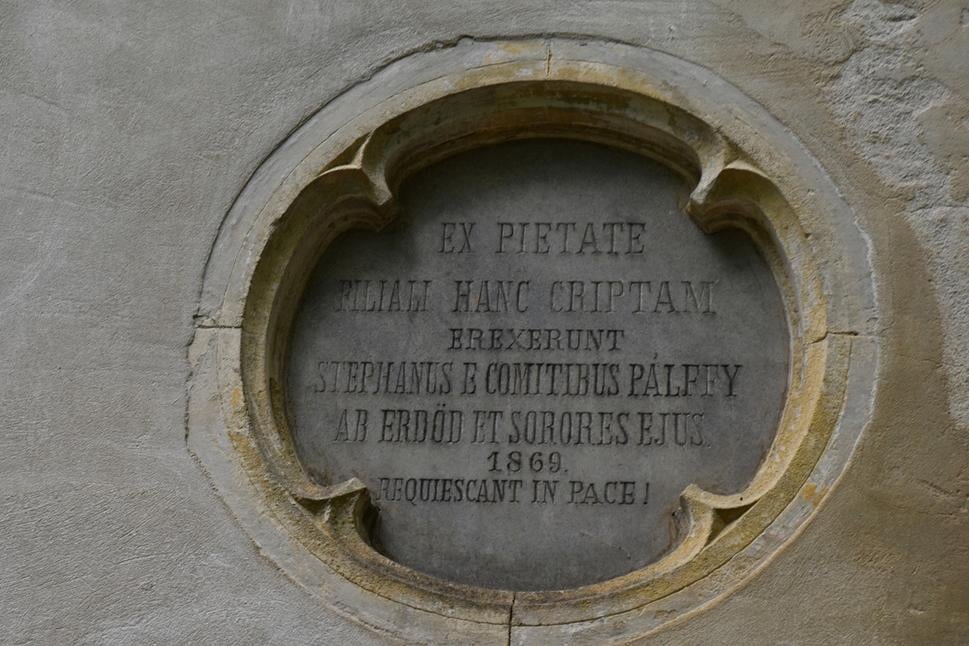 EX PIETATE
FILIALI HANC CRIPTAM
EREXERUNT
STEPHANUS E COMITIBUS PÁLFFY
AB ERDÖD ET SORORES EJUS.
1869.
REQUIESCANT IN PACE!